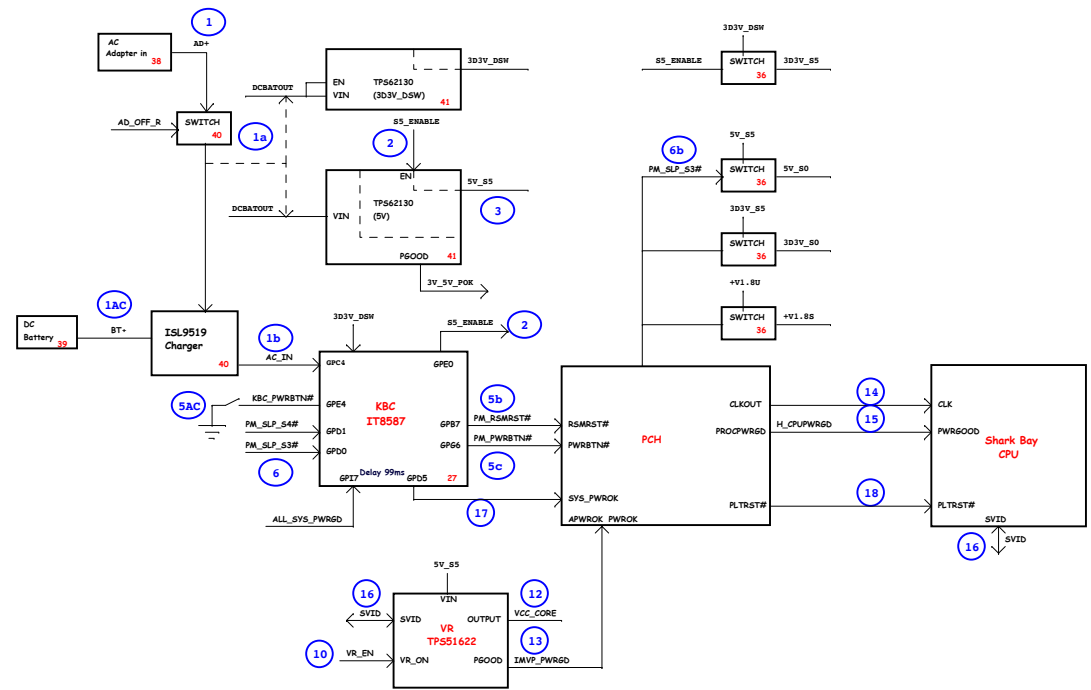 1
AC
Adapter in
38
AD+
AD_OFF_R
SWITCH
40
1a
DCBATOUT
EN
VIN
TPS62130
(3D3V_DSW)
41
3D3V_DSW
S5_ENABLE
2
DCBATOUT
VIN
EN
TPS62130
(5V)
PGOOD
41
5V_S5
3
3V_5V_POK
3D3V_DSW
S5_ENABLE
SWITCH
36
3D3V_S5
6b
PM_SLP_S3#
5V_S5
SWITCH
36
5V_S0
3D3V_S5
SWITCH
36
3D3V_S0
+V1.8U
SWITCH
36
+V1.8S
DC
Battery
39
1AC
BT+
ISL9519
Charger
40
1b
AC_IN
3D3V_DSW
S5_ENABLE
2
GPC4
GPE0
5AC
KBC_PWRBTN#
GPE4
KBC
IT8587
PM_SLP_S4#
GPD1
PM_SLP_S3#
GPD0
6
GPB7
GPG6
Delay 99ms
GPI7
GPD5
27
ALL_SYS_PWRGD
5b
PM_RSMRST#
PM_PWRBTN#
5c
17
RSMRST#
PWRBTN#
PCH
SYS_PWROK
APWROK
PWROK
CLKOUT
PROCPWRGD
H_CPUPWRGD
PLTRST#
14
15
18
CLK
PWRGOOD
Shark Bay
CPU
PLTRST#
SVID
16
SVID
5V_S5
VIN
16
SVID
SVID
VR
TPS51622
10
VR_EN
VR_ON
OUTPUT
PGOOD
12
VCC_CORE
13
IMVP_PWRGD